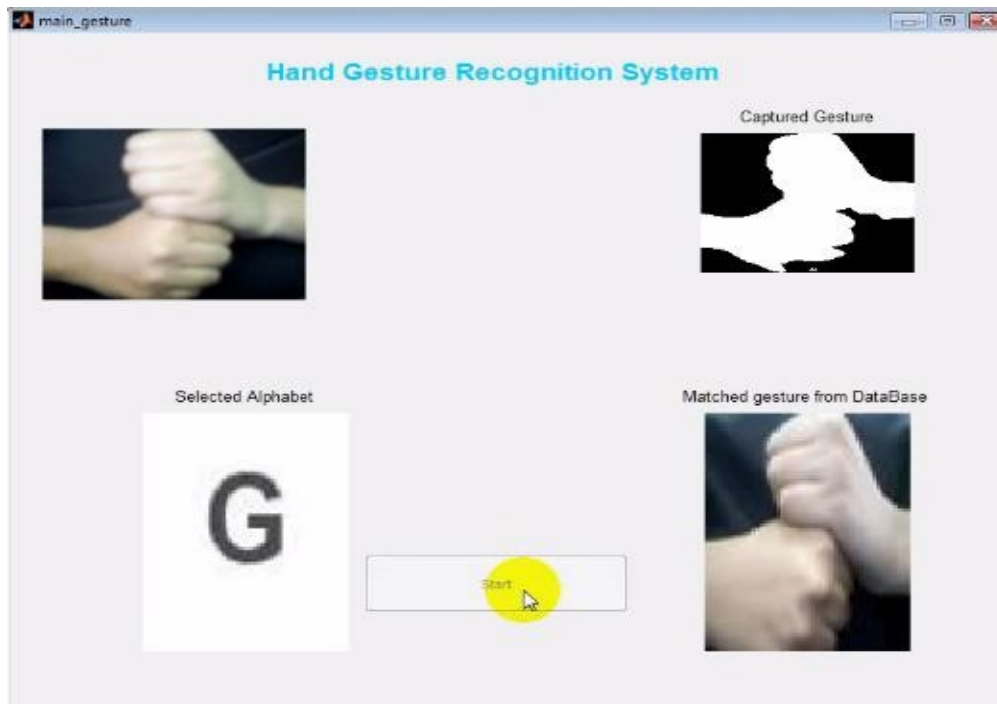 main_gesture
Hand Gesture Recognition System
Captured Gesture
Selected Alphabet
Matched gesture from DataBase
G
Start